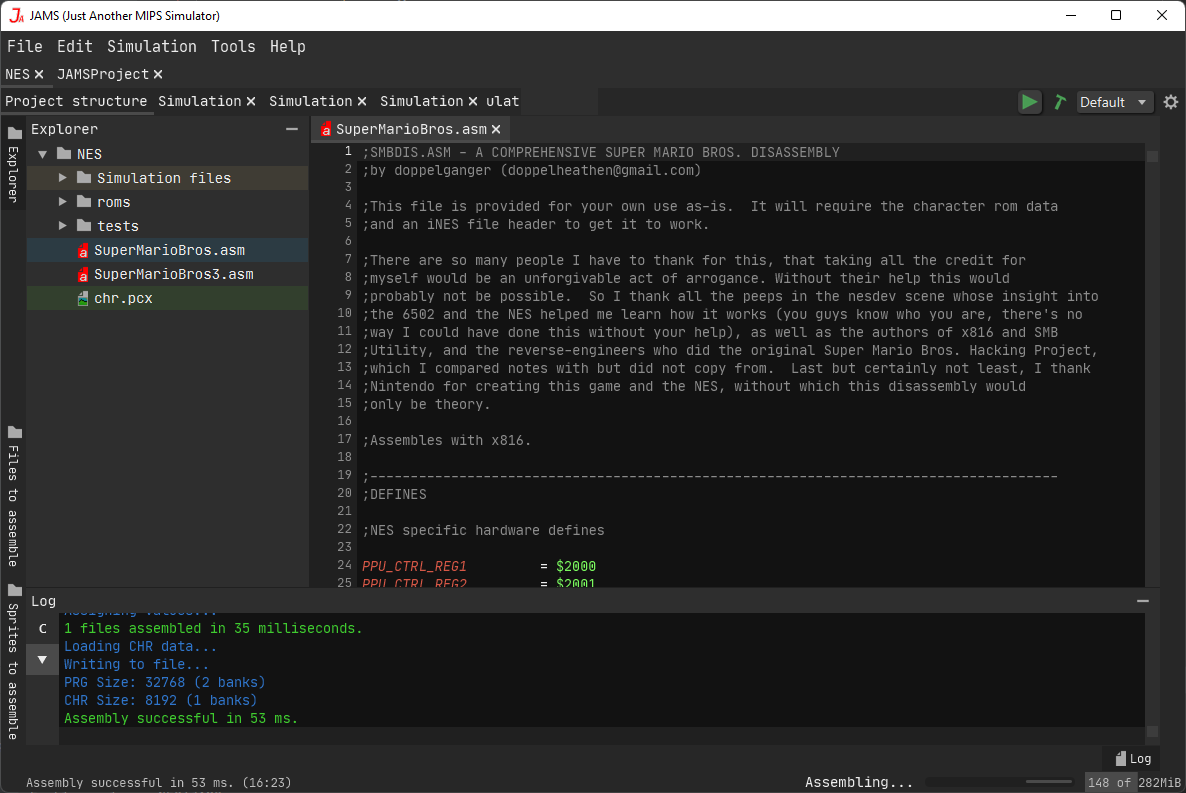 JAMS (Just Another MIPS Simulator)
File Edit Simulation Tools Help
NES JAMSProject
Project structure Simulation Simulation Simulation ulat
Default
Explorer
Explorer
NES
Simulation files
roms
tests
SuperMarioBros.asm
SuperMarioBros3.asm
chr.pcx
Files to assemble
Sprites to assemble
SuperMarioBros.asm
1 ;SMBDIS.ASM - A COMPREHENSIVE SUPER MARIO BROS. DISASSEMBLY
2 ;by doppelganger (doppelheathen@gmail.com)
3
4 ;This file is provided for your own use as-is.  It will require the character rom data
5 ;and an iNES file header to get it to work.
6
7 ;There are so many people I have to thank for this, that taking all the credit for
8 ;myself would be an unforgivable act of arrogance. Without their help this would
9 ;probably not be possible.  So I thank all the peeps in the nesdev scene whose insight into
10 ;the 6502 and the NES helped me learn how it works (you guys know who you are, there's no
11 ;way I could have done this without your help), as well as the authors of x816 and SMB
12 ;Utility, and the reverse-engineers who did the original Super Mario Bros. Hacking Project,
13 ;which I compared notes with but did not copy from.  Last but certainly not least, I thank
14 ;Nintendo for creating this game and the NES, without which this disassembly would
15 ;only be theory.
16
17 ;Assembles with x816.
18
19 ;-------------------------------------------------------------------------------------
20 ;DEFINES
21
22 ;NES specific hardware defines
23
24 PPU_CTRL_REG1         = $2000
25 PPU_CTRL_REG2         = $2001
Log
C
Assigning values...
1 files assembled in 35 milliseconds.
Loading CHR data...
Writing to file...
PRG Size: 32768 (2 banks)
CHR Size: 8192 (1 banks)
Assembly successful in 53 ms.
Log
Assembly successful in 53 ms. (16:23)
Assembling...
148 of 282MiB